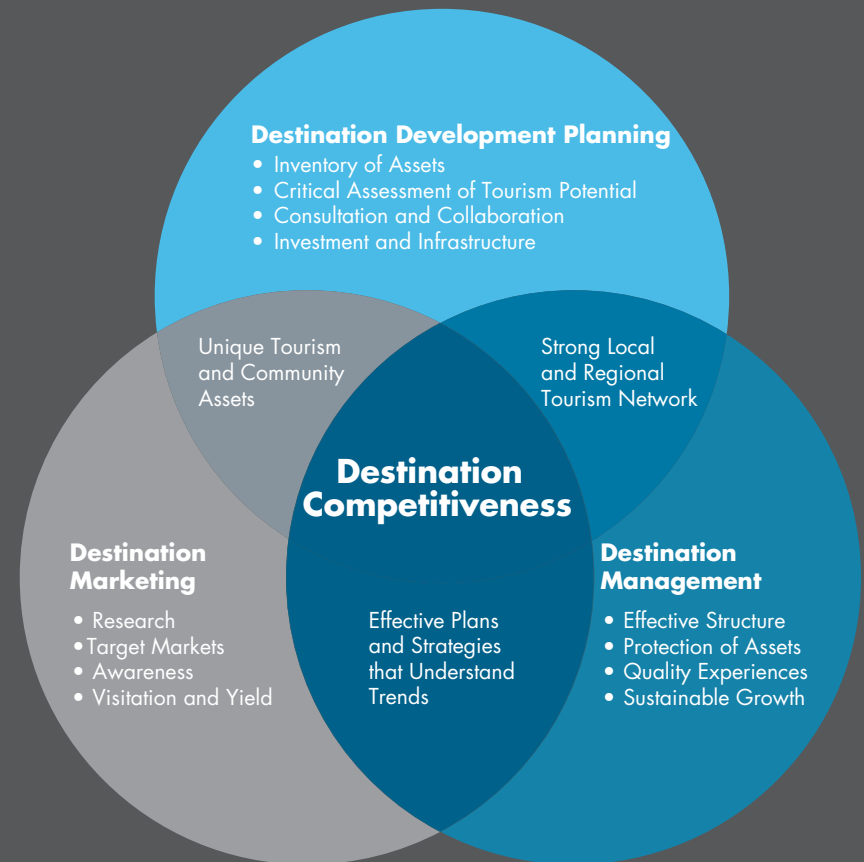 Destination Development Planning
• Inventory of Assets
• Critical Assessment of Tourism Potential
• Consultation and Collaboration
• Investment and Infrastructure
Unique Tourism
and Community
Assets
Strong Local
and Regional
Tourism Network
Destination
Competitiveness
Destination
Marketing
• Research
• Target Markets
• Awareness
• Visitation and Yield
Effective Plans
and Strategies
that Understand
Trends
Destination
Management
• Effective Structure
• Protection of Assets
• Quality Experiences
• Sustainable Growth